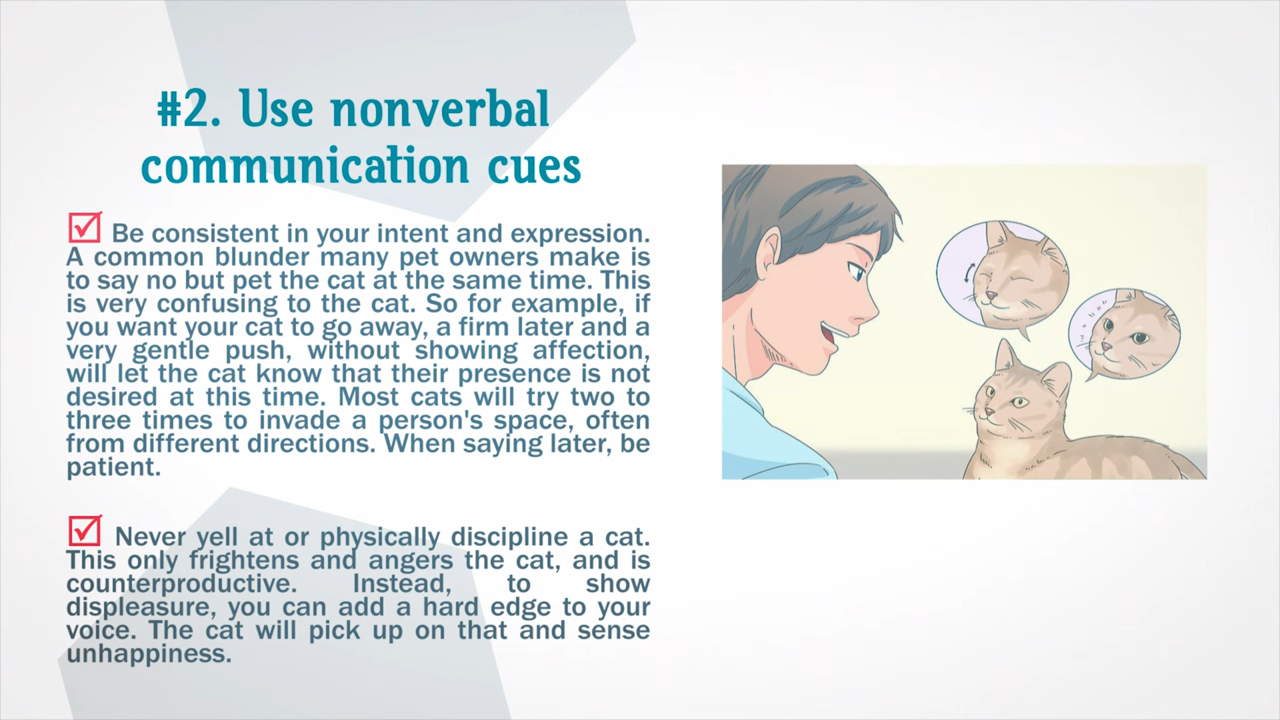 #2. Use nonverbal
communication cues
Be consistent in your intent and expression.
A common blunder many pet owners make is
to say no but pet the cat at the same time. This
is very confusing to the cat. So for example, if
you want your cat to go away, a firm later and a
very gentle push, without showing affection,
will let the cat know that their presence is not
desired at this time. Most cats will try two to
three times to invade a person's space, often
from different directions. When saying later, be
patient.
Never yell at or physically discipline a cat.
This only frightens and angers the cat, and is
counterproductive. Instead, to show
displeasure, you can add a hard edge to your
voice. The cat will pick up on that and sense
unhappiness.